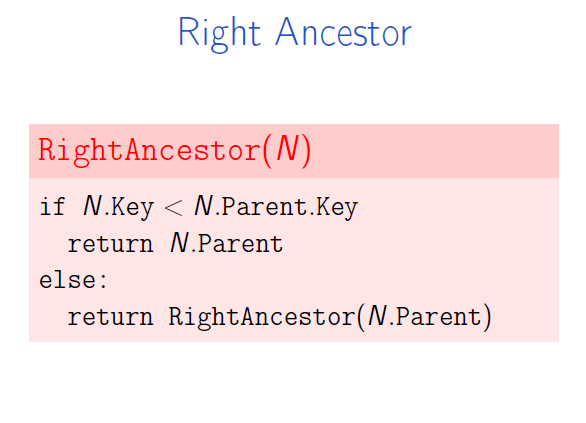 Right Ancestor
RightAncestor(N)
if N.Key < N.Parent.Key
return N.Parent
else:
return RightAncestor(N.Parent)